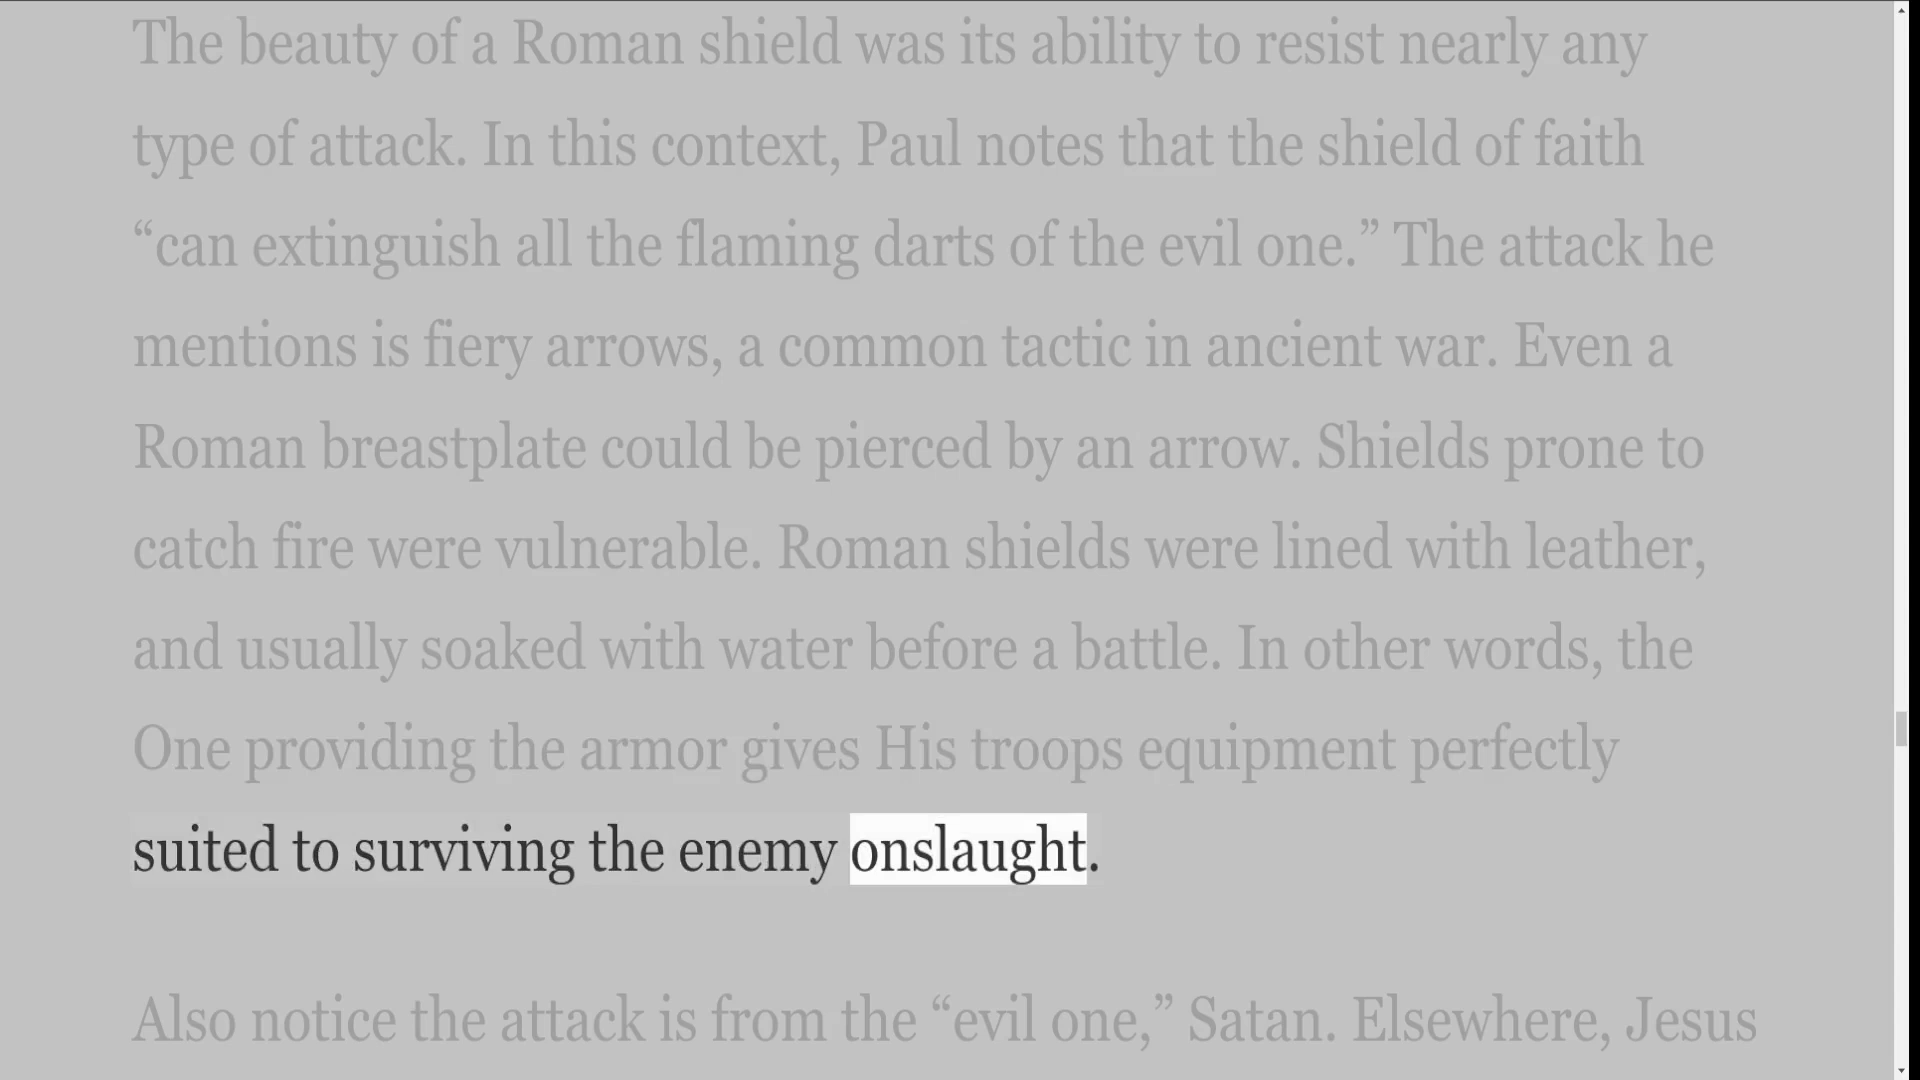 The beauty of a Roman shield was its ability to resist nearly any
type of attack. In this context, Paul notes that the shield of faith
“can extinguish all the flaming darts of the evil one.” The attack he
mentions is fiery arrows, a common tactic in ancient war. Even a
Roman breastplate could be pierced by an arrow. Shields prone to
catch fire were vulnerable. Roman shields were lined with leather,
and usually soaked with water before a battle. In other words, the
One providing the armor gives His troops equipment perfectly
suited to surviving the enemy onslaught.
Also notice the attack is from the “evil one,” Satan. Elsewhere, Jesus